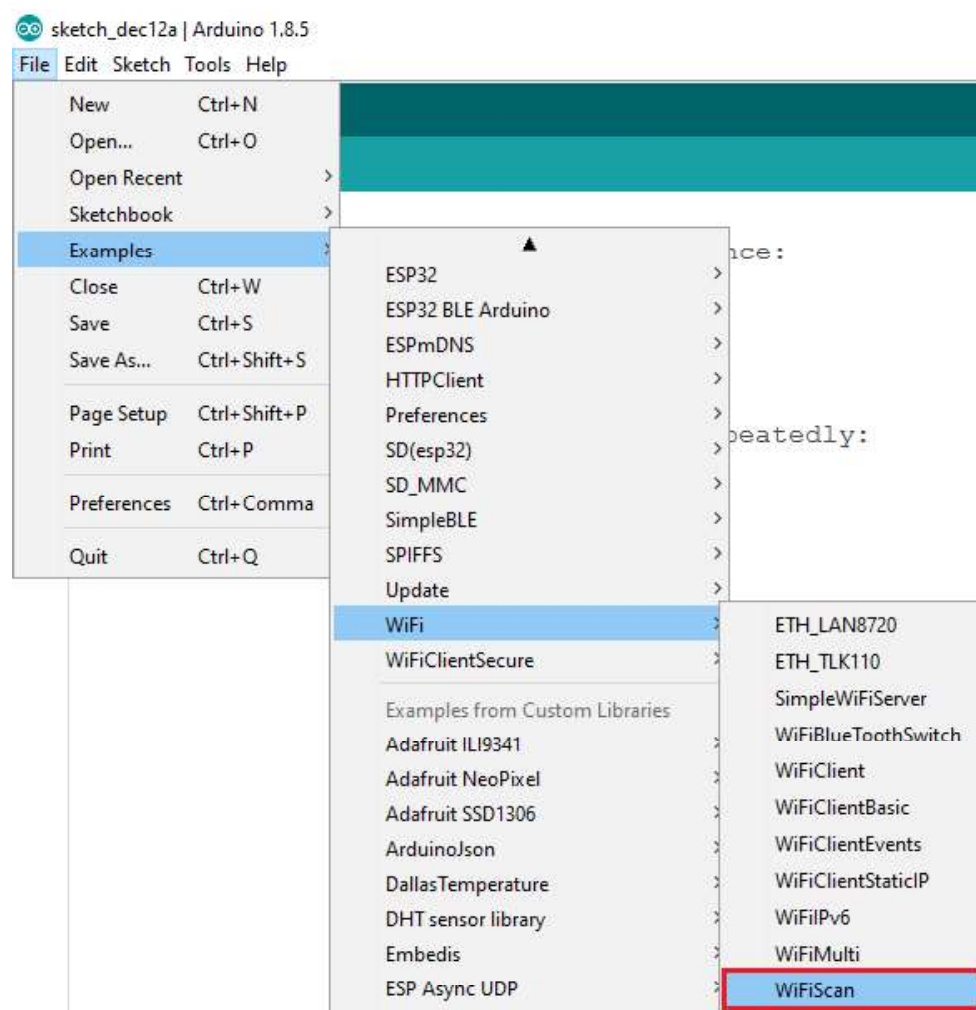 sketch_dec12a | Arduino 1.8.5
File Edit Sketch Tools Help
New Ctrl+N
Open... Ctrl+O
Open Recent
Sketchbook
Examples
Close Ctrl+W
Save Ctrl+S
Save As... Ctrl+Shift+S
Page Setup Ctrl+Shift+P
Print Ctrl+P
Preferences Ctrl+Comma
Quit Ctrl+Q
ESP32
ESP32 BLE Arduino
ESPmDNS
HTTPClient
Preferences
SD(esp32)
SD_MMC
SimpleBLE
SPIFFS
Update
WiFi
WiFiClientSecure
Examples from Custom Libraries
Adafruit ILI9341
Adafruit NeoPixel
Adafruit SSD1306
ArduinoJson
DallasTemperature
DHT sensor library
Embedis
ESP Async UDP
ETH_LAN8720
ETH_TLK110
SimpleWiFiServer
WiFiBlueToothSwitch
WiFiClient
WiFiClientBasic
WiFiClientEvents
WiFiClientStaticIP
WiFiIPv6
WiFiMulti
WiFiScan
nce:
peatedly: